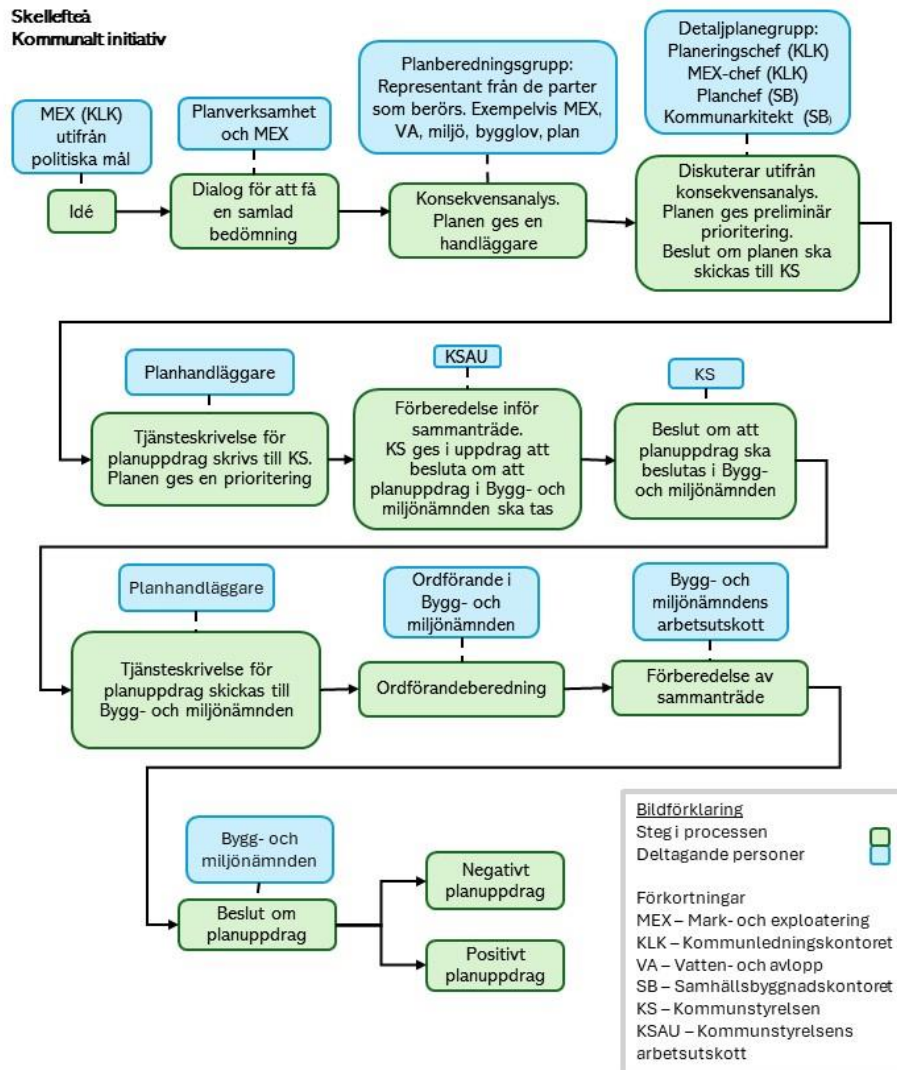 Skellefteå
Kommunalt initiativ
MEX (KLK)
utifrån
politiska mål
Idé
Planverksamhet
och MEX
Dialog för att få
en samlad
bedömning
Planberedningsgrupp:
Representant från de parter
som berörs. Exempelvis MEX,
VA, miljö, bygglov, plan
Konsekvensanalys.
Planen ges en
handläggare
Detaljplanegrupp:
Planeringschef (KLK)
MEX-chef (KLK)
Planchef (SB)
Kommunarkitekt (SB)
Diskuterar utifrån
konsekvensanalys.
Planen ges preliminär
prioritering.
Beslut om planen ska
skickas till KS
Planhandläggare
Tjänsteskrivelse för
planuppdrag skrivs till KS.
Planen ges en prioritering
KSAU
Förberedelse inför
sammanträde.
KS ges i uppdrag att
besluta om att
planuppdrag i Bygg- och
miljönämnden ska tas
KS
Beslut om att
planuppdrag ska
beslutas i Bygg-
och miljönämnden
Planhandläggare
Tjänsteskrivelse för
planuppdrag skickas till
Bygg- och miljönämnden
Ordförande i
Bygg- och
miljönämnden
Ordförandeberedning
Bygg- och
miljönämndens
arbetsutskott
Förberedelse av
sammanträde
Bygg- och
miljönämnden
Beslut om
planuppdrag
Negativt
planuppdrag
Positivt
planuppdrag
Bildförklaring
Steg i processen
Deltagande personer
Förkortningar
MEX – Mark- och exploatering
KLK – Kommunledningskontoret
VA – Vatten- och avlopp
SB – Samhällsbyggnadskontoret
KS – Kommunstyrelsen
KSAU – Kommunstyrelsens
arbetsutskott